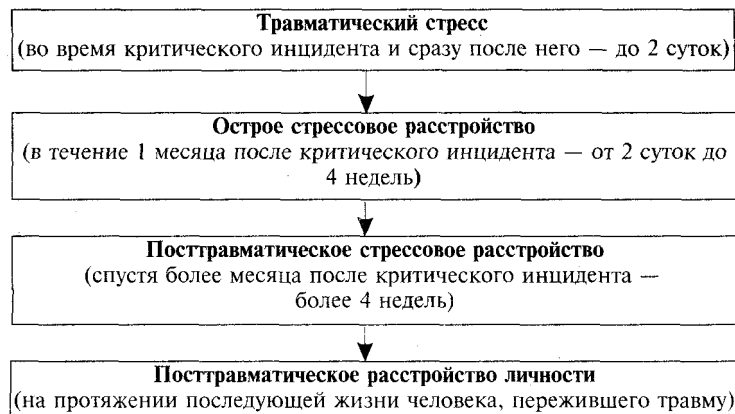 Травматический стресс
(во время критического инцидента и сразу после него — до 2 суток)
Острое стрессовое расстройство
(в течение 1 месяца после критического инцидента — от 2 суток до
4 недель)
Посттравматическое стрессовое расстройство
(спустя более месяца после критического инцидента —
более 4 недель)
Посттравматическое расстройство личности
(на протяжении последующей жизни человека, пережившего травму)